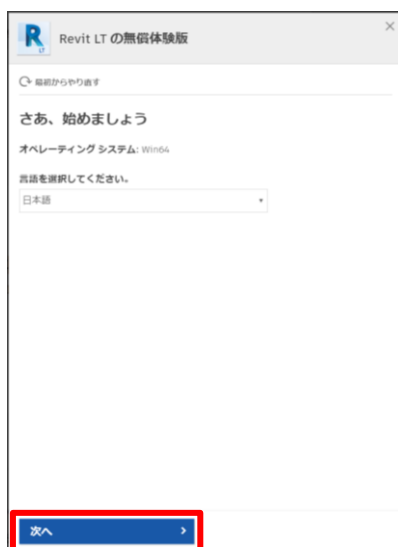 R
LT
Revit LT の無償体験版
×
最初からやり直す
さあ、始めましょう
オペレーティング システム: Win64
言語を選択してください。
日本語
次へ